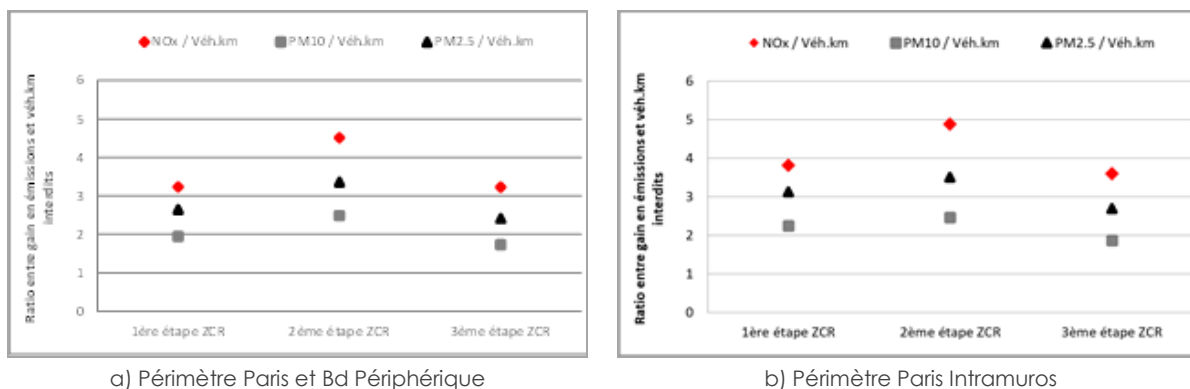 NOx / Véh.km PM10 / Véh.km PM2.5 / Véh.km
Ratio entre gain en émissions et véh.km
interdits
6
5
4
3
2
1
0
1ère étape ZCR 2ème étape ZCR 3ème étape ZCR
a) Périmètre Paris et Bd Périphérique
NOx / Véh.km PM10 / Véh.km PM2.5 / Véh.km
Ratio entre gain en émissions et véh.km
interdits
6
5
4
3
2
1
0
1ère étape ZCR 2ème étape ZCR 3ème étape ZCR
b) Périmètre Paris Intramuros